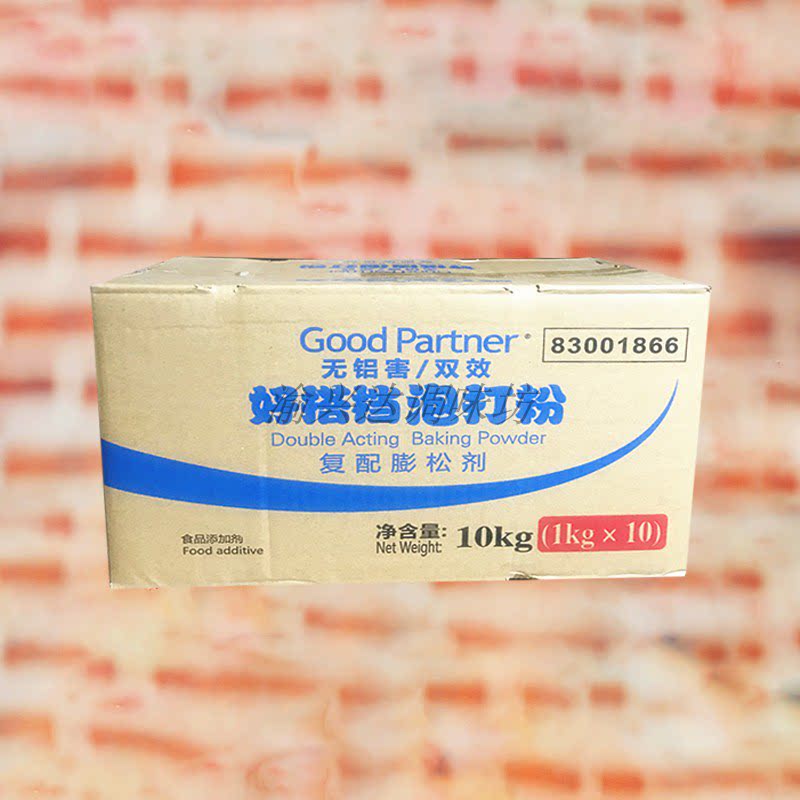 Good Partner®
83001866
无铝害/双效
好搭档泡打粉
Double Acting Baking Powder
复配膨松剂
食品添加剂
Food additive
净含量:
Net Weight:
10kg (1kg × 10)